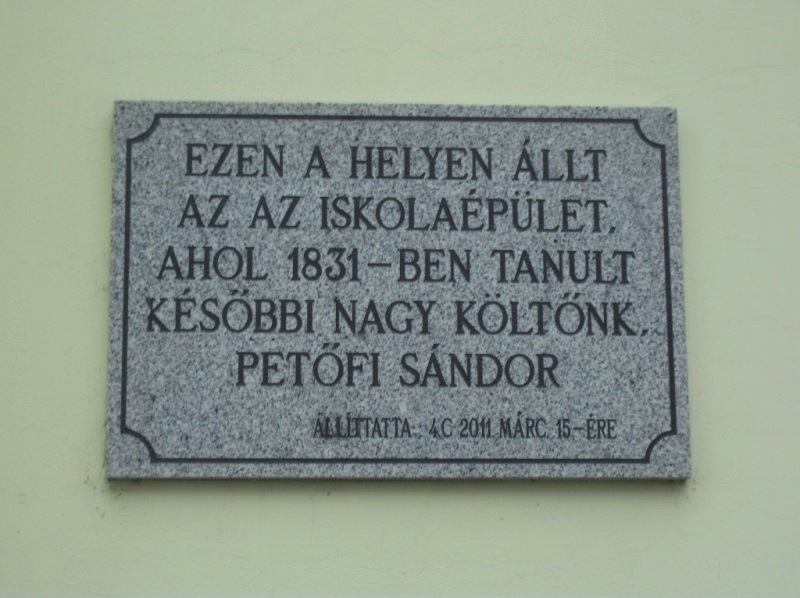 EZEN A HELYEN ÁLLT
AZ AZ ISKOLAÉPÜLET,
AHOL 1831-BEN TANULT
KÉSŐBBI NAGY KÖLTŐNK,
PETŐFI SÁNDOR
ÁLLÍTTATTA: 4.C 2011. MÁRC. 15-ÉRE